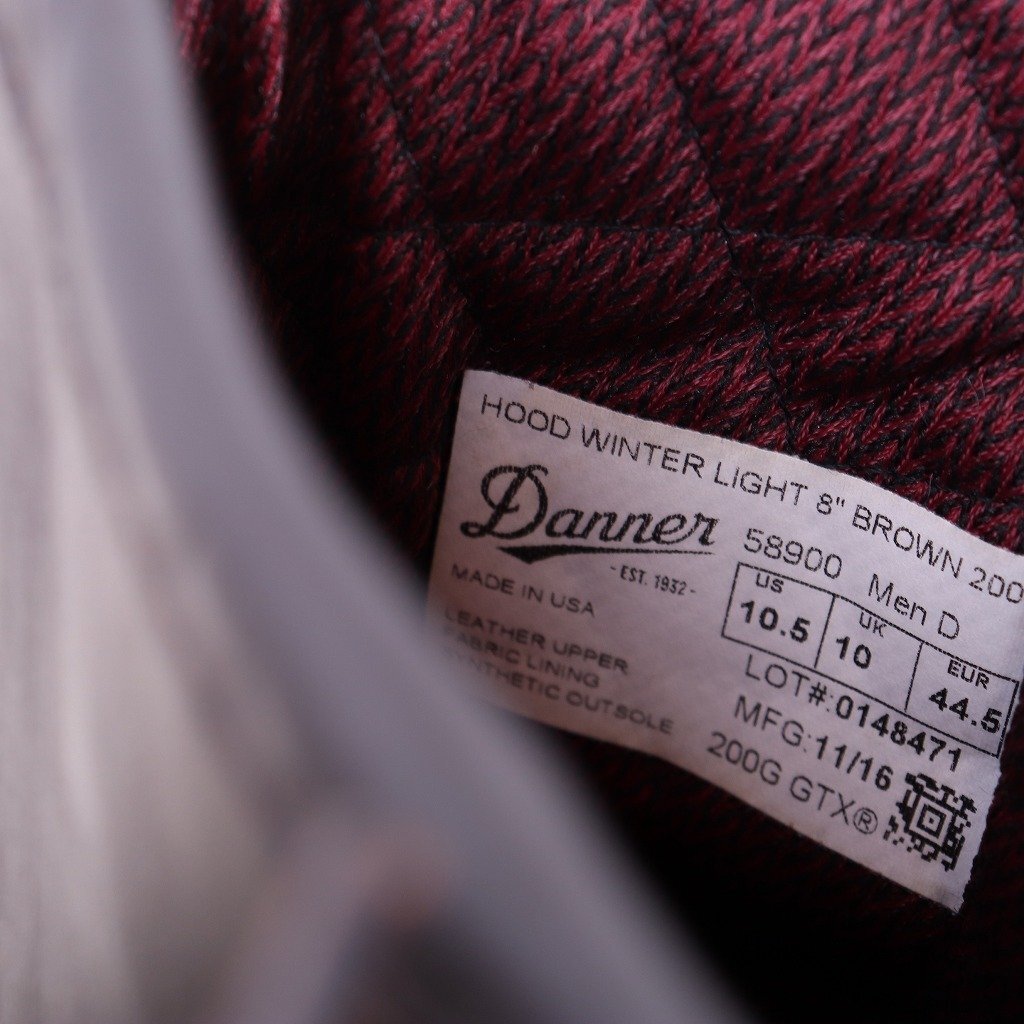 HOOD WINTER LIGHT 8" BROWN 200
Danner
- EST. 1932 -
58900 Men D
MADE IN USA
LEATHER UPPER
FABRIC LINING
SYNTHETIC OUTSOLE
US UK EUR
10.5 10 44.5
LOT#:0148471
MFG:11/16
200G GTX®